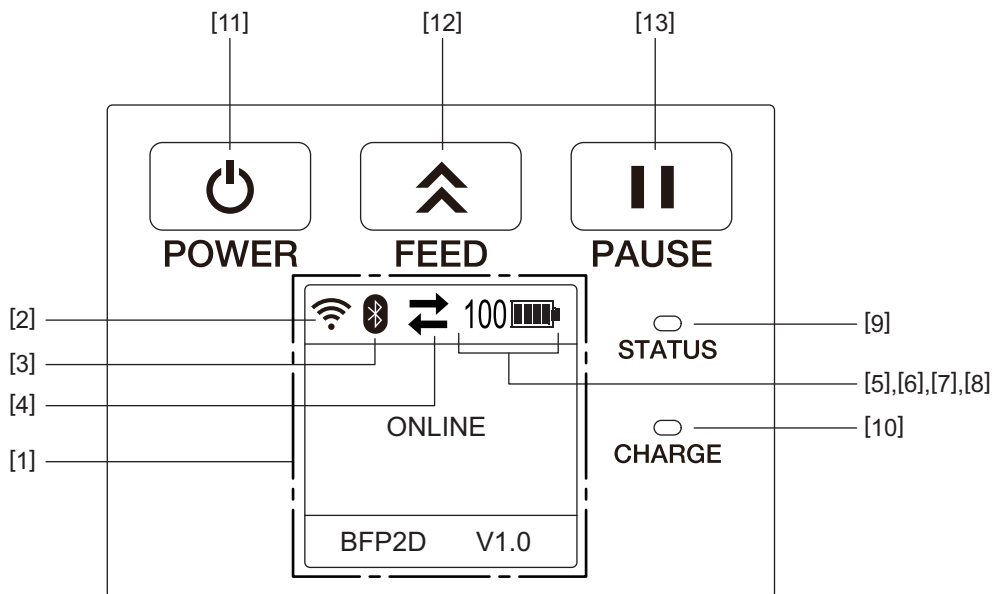 [11] [12] [13]
POWER FEED PAUSE
[2] 100 [9]
STATUS
[3]
[5],[6],[7],[8]
[4]
ONLINE [10]
[1]
CHARGE
BFP2D V1.0